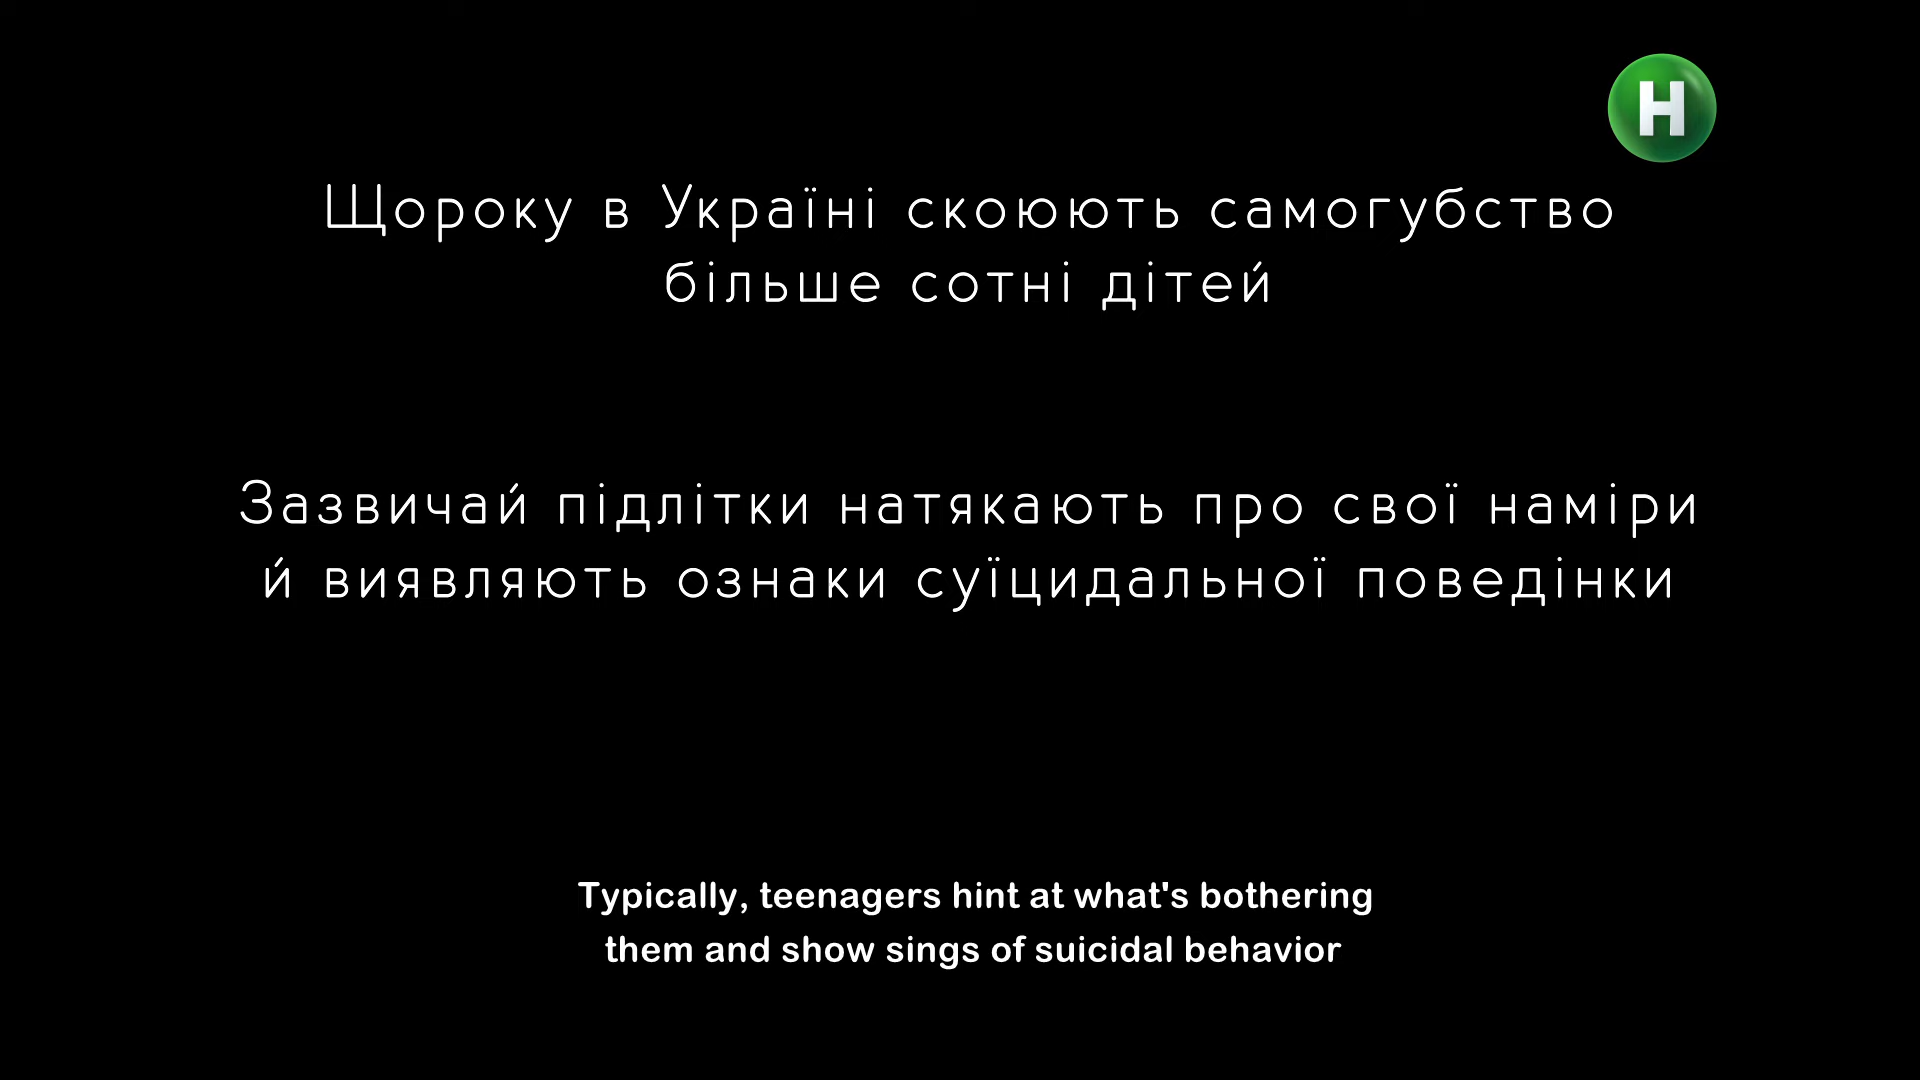 Н
Щороку в Україні скоюють самогубство
більше сотні дітей
Зазвичай підлітки натякають про свої наміри
й виявляють ознаки суїцидальної поведінки
Typically, teenagers hint at what's bothering
them and show sings of suicidal behavior